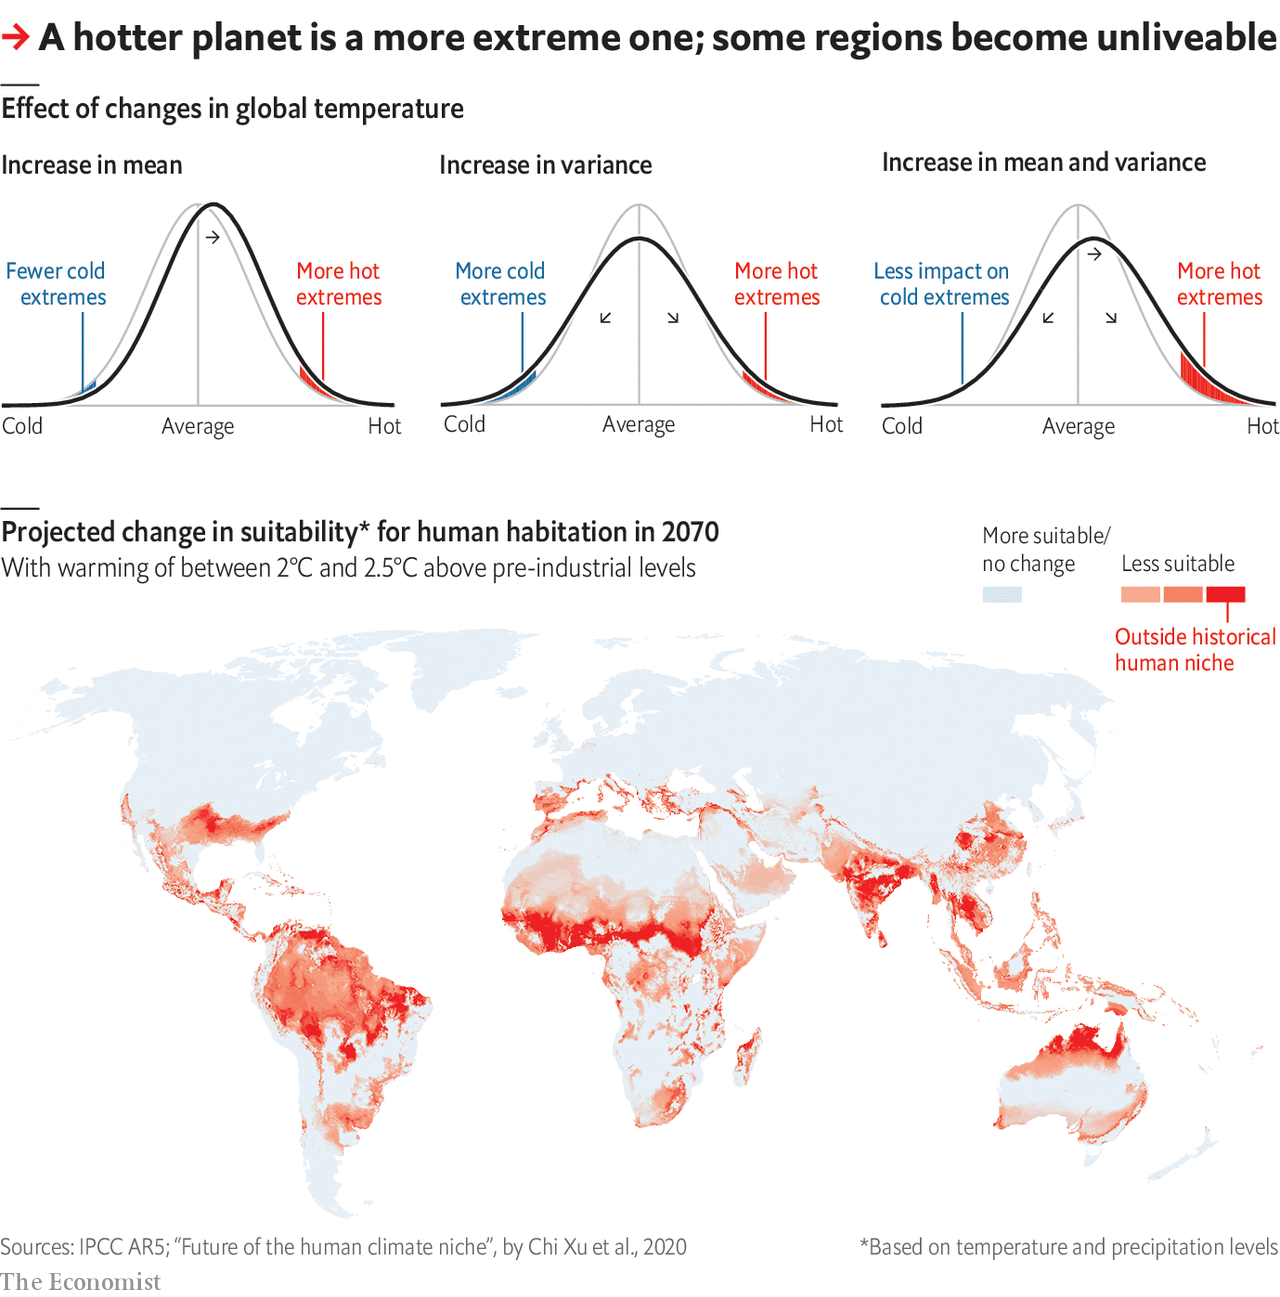 → A hotter planet is a more extreme one; some regions become unliveable
Effect of changes in global temperature
Increase in mean
Fewer cold
extremes
More hot
extremes
Cold
Average
Hot
Increase in variance
More cold
extremes
More hot
extremes
Cold
Average
Hot
Increase in mean and variance
Less impact on
cold extremes
More hot
extremes
Cold
Average
Hot
Projected change in suitability* for human habitation in 2070
With warming of between 2°C and 2.5°C above pre-industrial levels
More suitable/
no change
Less suitable
Outside historical
human niche
Sources: IPCC AR5; “Future of the human climate niche”, by Chi Xu et al., 2020
*Based on temperature and precipitation levels
The Economist